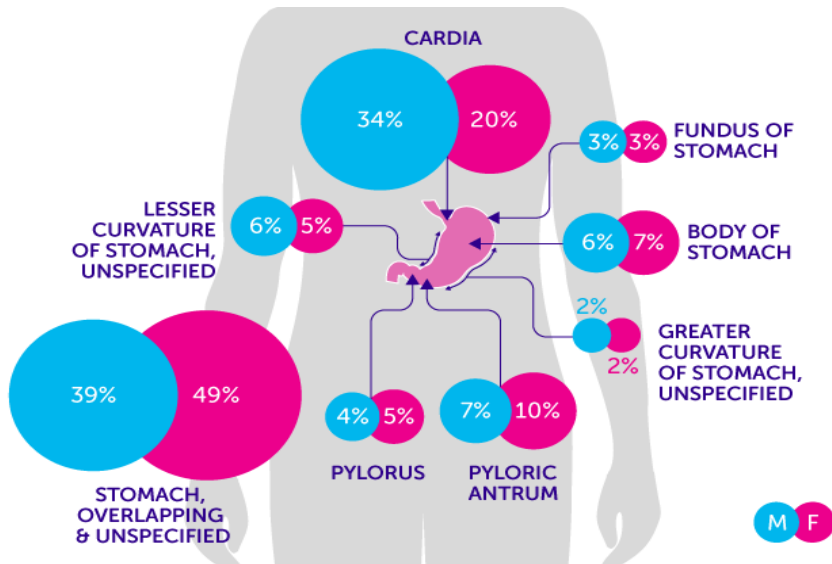 CARDIA
34%
20%
3%
3%
FUNDUS OF
STOMACH
LESSER
CURVATURE
OF STOMACH,
UNSPECIFIED
6%
5%
6%
7%
BODY OF
STOMACH
2%
2%
GREATER
CURVATURE
OF STOMACH,
UNSPECIFIED
39%
49%
STOMACH,
OVERLAPPING
& UNSPECIFIED
4%
5%
PYLORUS
7%
10%
PYLORIC
ANTRUM
M
F